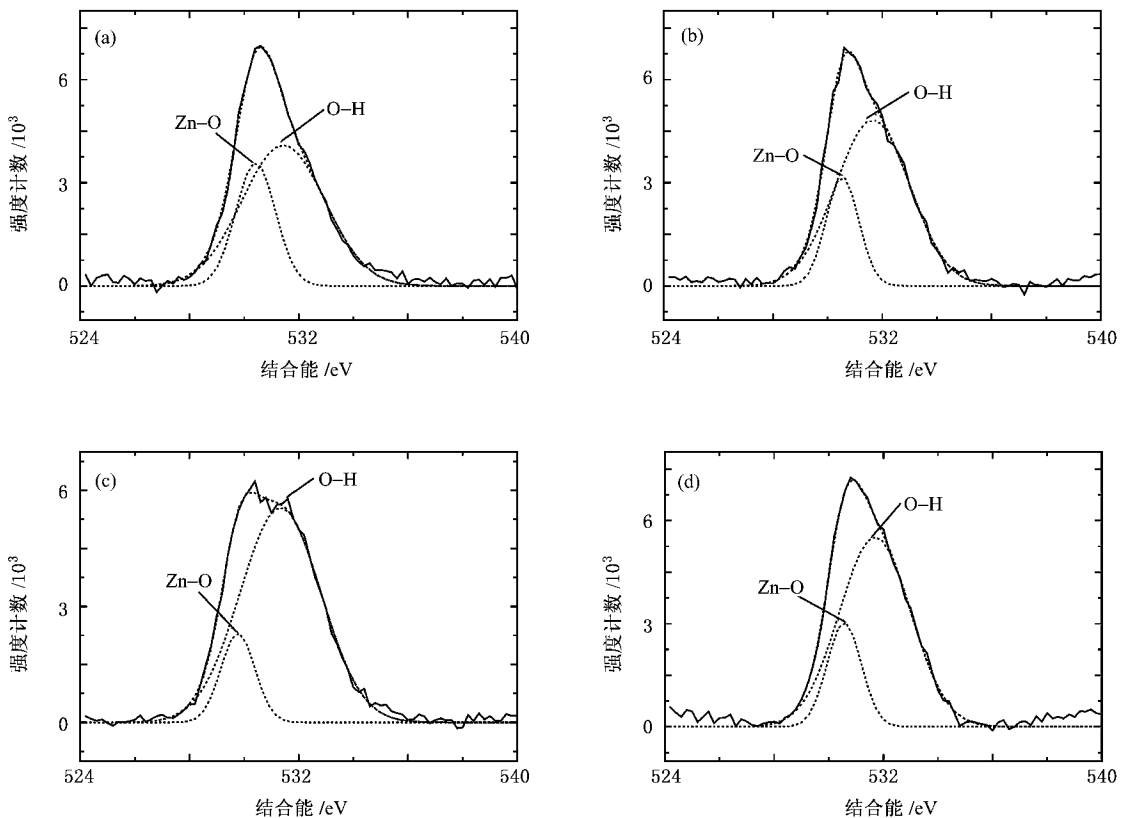 (a)
Zn–O
O–H
强度计数 /10³
6
3
0
524
532
540
结合能 /eV
(b)
O–H
Zn–O
强度计数 /10³
6
3
0
524
532
540
结合能 /eV
(c)
O–H
Zn–O
强度计数 /10³
6
3
0
524
532
540
结合能 /eV
(d)
O–H
Zn–O
强度计数 /10³
6
3
0
524
532
540
结合能 /eV